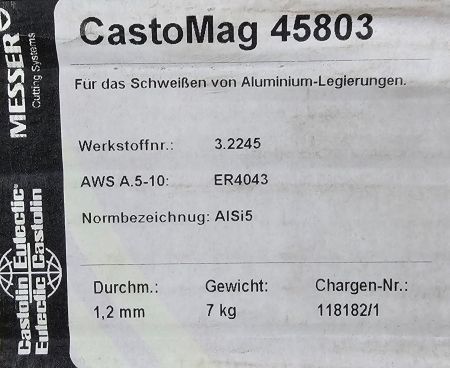 CastoMag 45803
MESSER
Cutting Systems
Für das Schweißen von Aluminium-Legierungen.
Werkstoffnr.: 3.2245
AWS A.5-10: ER4043
Normbezeichnug: AlSi5
Castolin Eutectic®
Eutectic Castolin
Durchm.: Gewicht: Chargen-Nr.:
1,2 mm 7 kg 118182/1